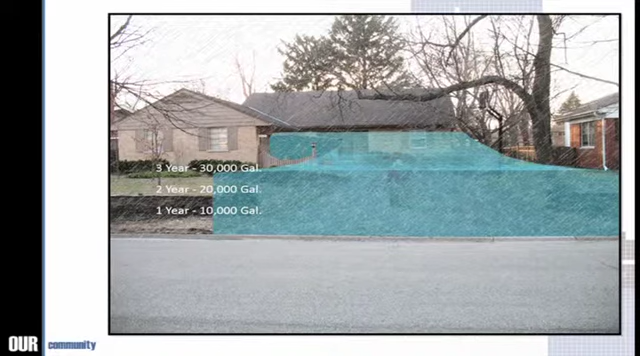 3 Year - 30,000 Gal.
2 Year - 20,000 Gal.
1 Year - 10,000 Gal.
OUR community